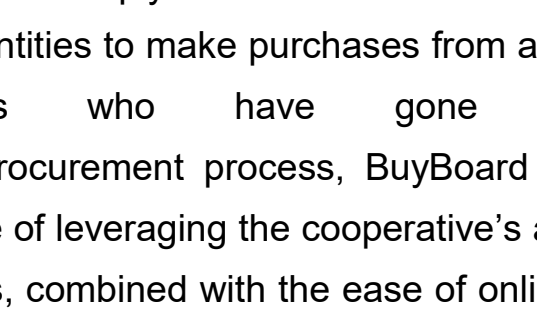 ntities to make purchases from a
s who have gone
rocurement process, BuyBoard
e of leveraging the cooperative’s a
s, combined with the ease of onli